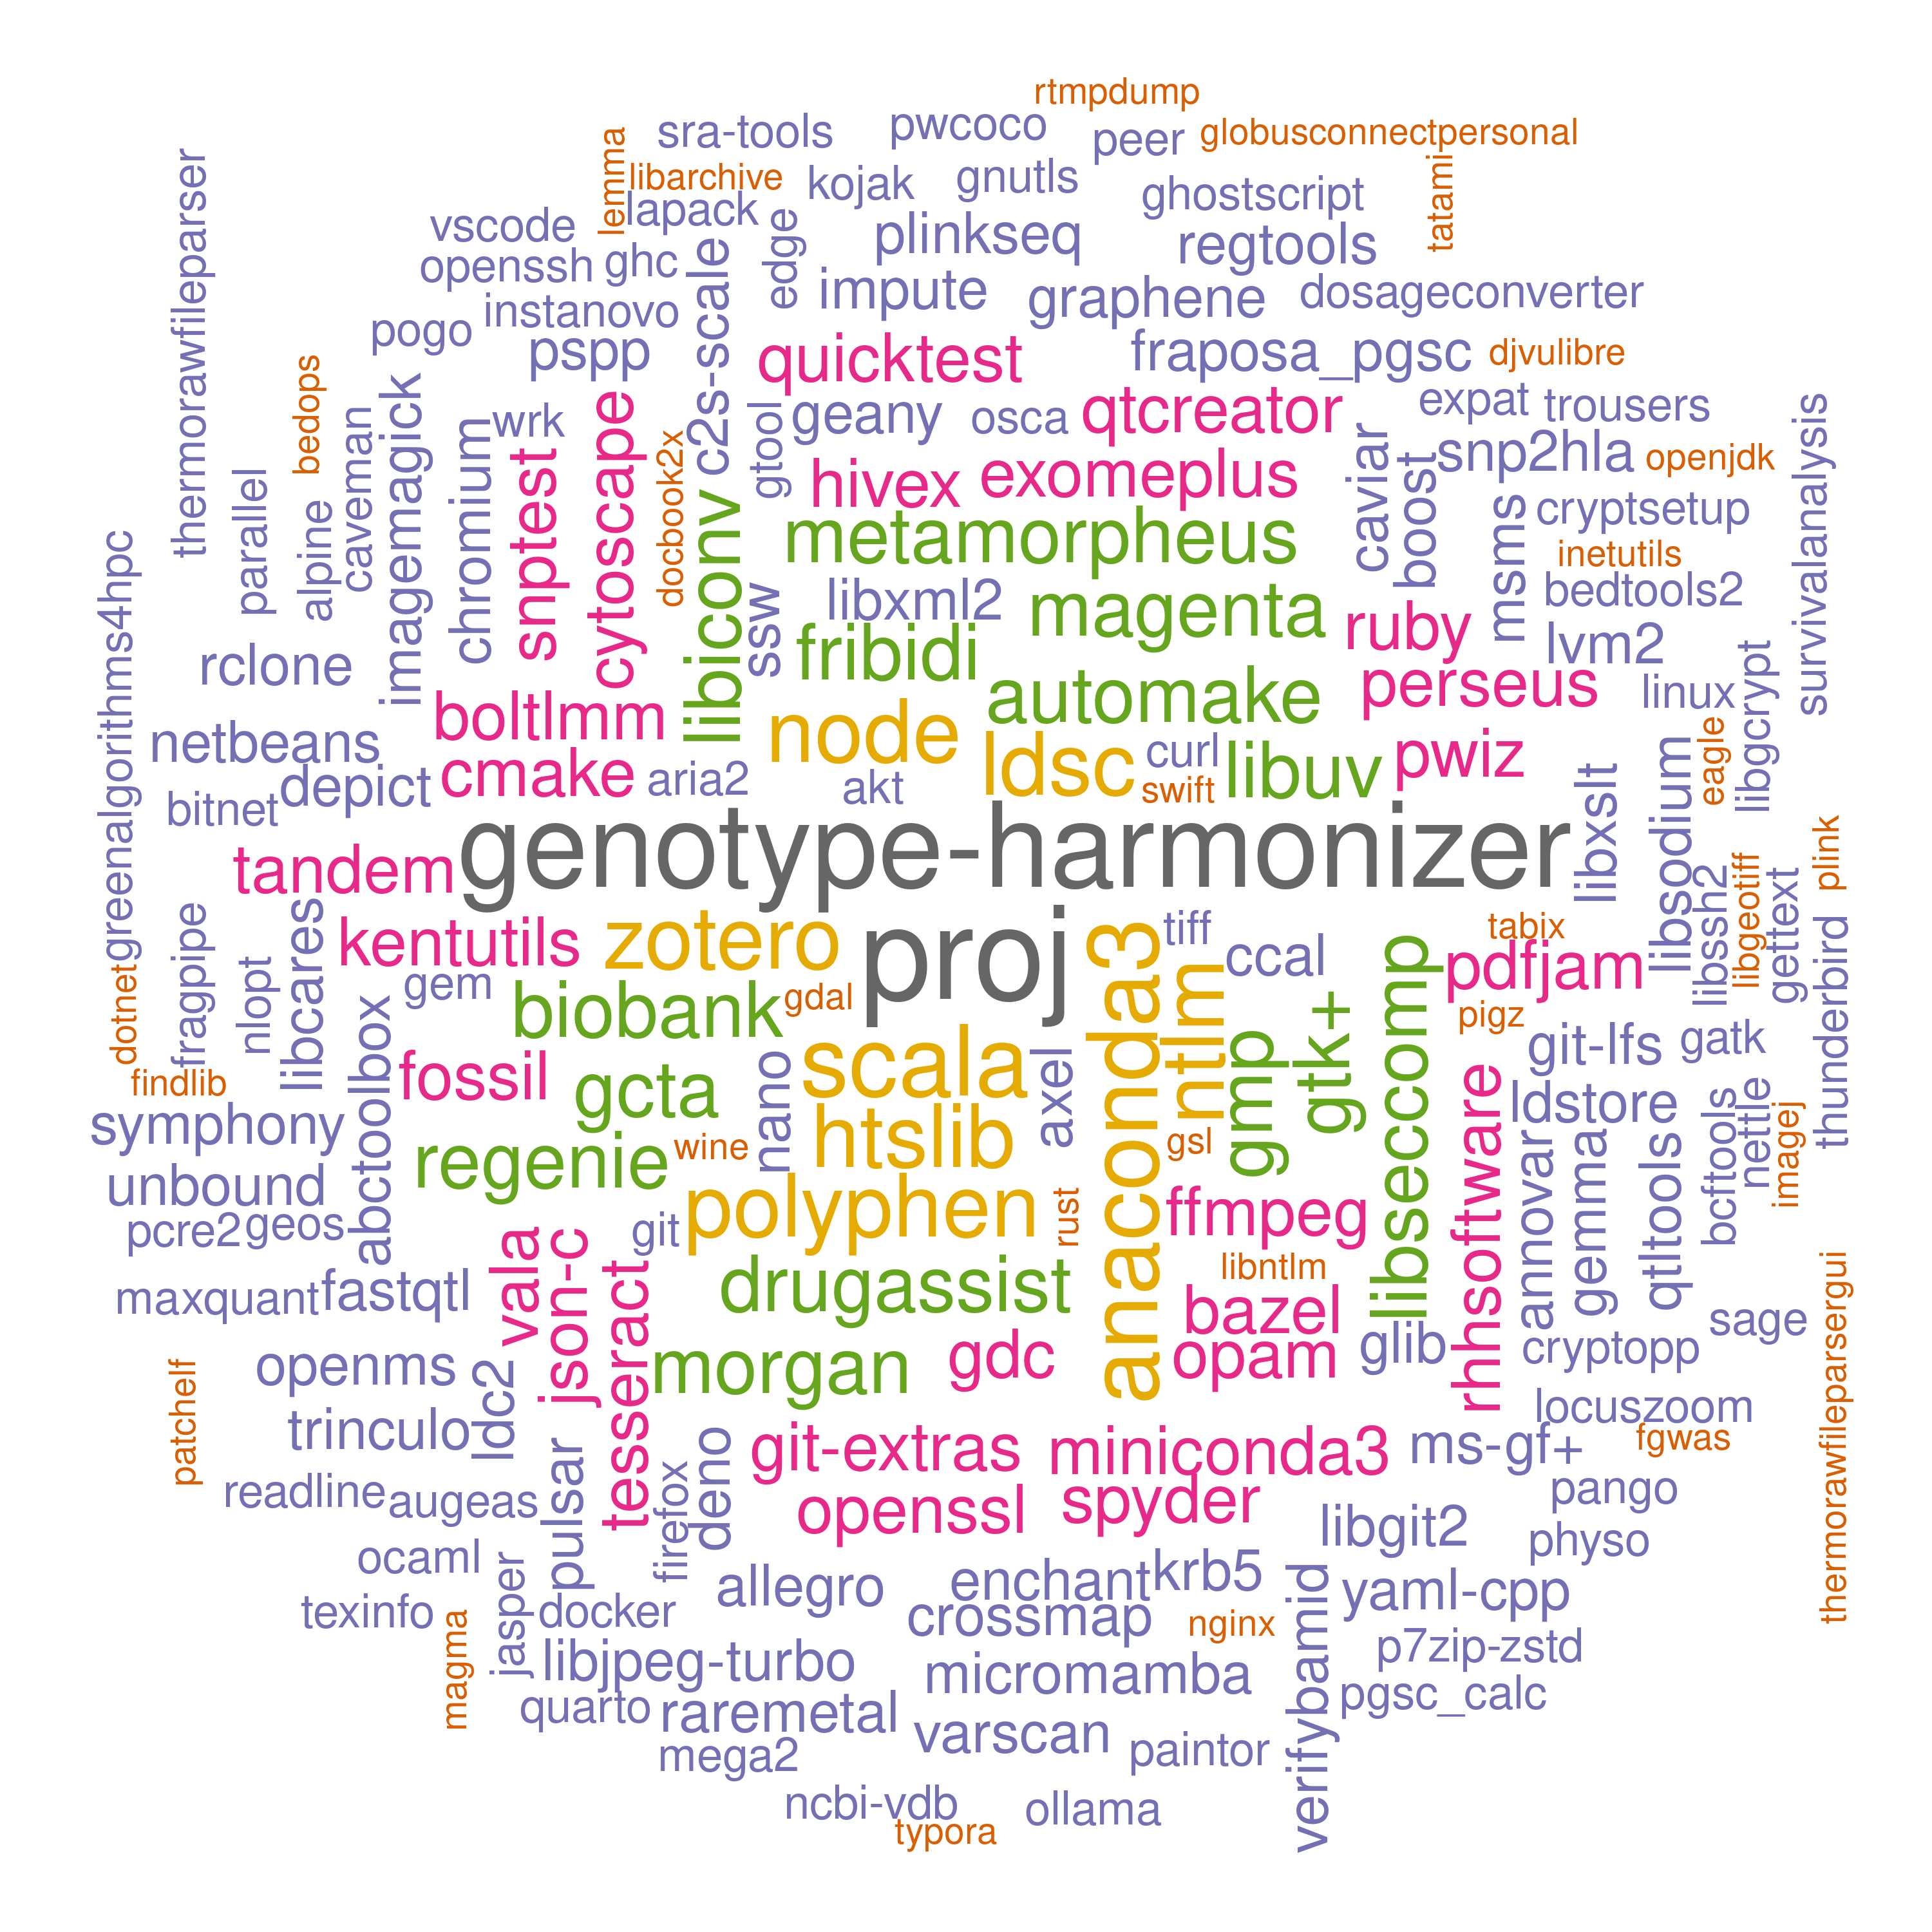 rtmpdump
sra-tools
pwcoco
peer
globusconnectpersonal
lemma
libarchive
kojak
gnutls
ghostscript
tatami
thermorawfileparser
vscode
lapack
edge
plinkseq
regtools
openssh
ghc
c2s-scale
impute
graphene
dosageconverter
pogo
instanovo
pspp
quicktest
fraposa_pgsc
djvulibre
bedops
caveman
imagemagick
wrk
cytoscape
docbook2x
gtool
geany
osca
qtcreator
expat
trousers
parallel
alpine
chromium
snptest
libiconv
hivex
exomeplus
caviar
boost
snp2hla
openjdk
survivalanalysis
metamorpheus
msms
cryptsetup
inetutils
greenalgorithms4hpc
ssw
libxml2
magenta
ruby
bedtools2
rclone
fribidi
lvm2
boltlmm
automake
perseus
linux
libgcrypt
netbeans
node
eagle
depict
cmake
aria2
akt
ldsc
curl
swift
libuv
pwiz
libxslt
libsodium
bitnet
genotype-harmonizer
plink
tandem
libssh2
libgeotiff
gettext
kentutils
zotero
proj
anaconda3
tiff
ccal
tabix
pdfjam
thunderbird
dotnet
fragpipe
nlopt
libcares
gem
biobank
gdal
ntlm
gmp
gtk+
libseccomp
pigz
findlib
abctoolbox
fossil
gcta
nano
scala
axel
git-lfs
gatk
symphony
regenie
wine
htslib
gsl
rhhsoftware
ldstore
bcftools
nettle
imagej
unbound
polyphen
rust
ffmpeg
annovar
gemma
qtltools
pcre2
geos
vala
json-c
git
libntlm
thermorawfileparsergui
maxquant
fastqtl
tesseract
drugassist
bazel
sage
patchelf
openms
ldc2
morgan
gdc
opam
glib
cryptopp
trinculo
pulsar
git-extras
miniconda3
ms-gf+
locuszoom
fgwas
readline
augeas
firefox
deno
openssl
spyder
libgit2
pango
ocaml
jasper
allegro
enchant
krb5
verifybamid
yaml-cpp
physo
texinfo
docker
crossmap
nginx
p7zip-zstd
magma
libjpeg-turbo
micromamba
pgsc_calc
quarto
raremetal
varscan
paintor
mega2
ncbi-vdb
ollama
typora